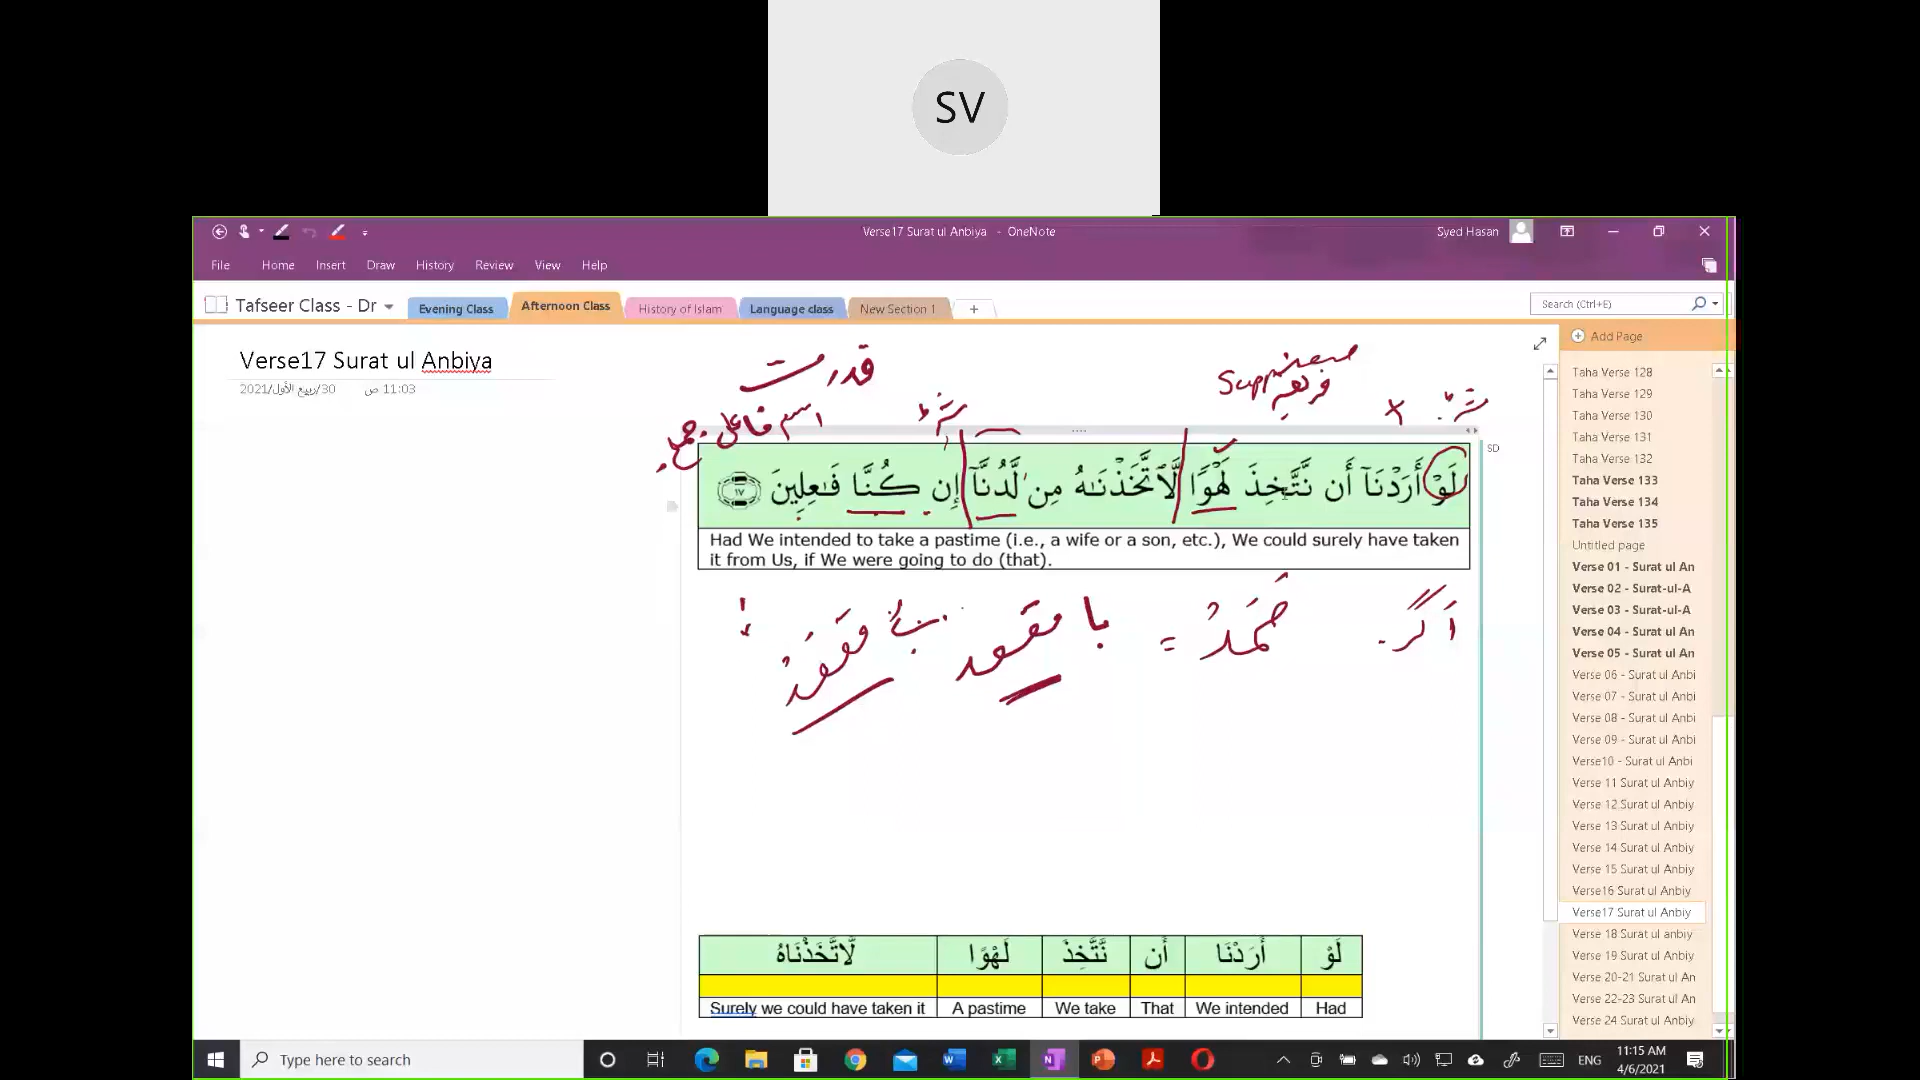 SV
Verse17 Surat ul Anbiya - OneNote
Syed Hasan
File Home Insert Draw History Review View Help
Tafseer Class - Dr
Evening Class
Afternoon Class
History of Islam
Language class
New Section 1
+
Search (Ctrl+E)
Verse17 Surat ul Anbiya
30/ربيع الأول/2021 11:03 ص
قدرت
اسم فاعل جمع
فرضیہ
SD
لَوْ أَرَدْنَآ أَن نَّتَّخِذَ لَهْوًا لَّٱتَّخَذْنَـٰهُ مِن لَّدُنَّآ إِن كُنَّا فَـٰعِلِينَ ١٧
Had We intended to take a pastime (i.e., a wife or a son, etc.), We could surely have taken
it from Us, if We were going to do (that).
اگر
با مقصد
لَوْ أَرَدْنَا أَن نَّتَّخِذَ لَهْوًا لَّاتَّخَذْنَاهُ
Surely we could have taken it A pastime We take That We intended Had
Add Page
Taha Verse 128
Taha Verse 129
Taha Verse 130
Taha Verse 131
Taha Verse 132
Taha Verse 133
Taha Verse 134
Taha Verse 135
Untitled page
Verse 01 - Surat ul An
Verse 02 - Surat-ul-A
Verse 03 - Surat-ul-A
Verse 04 - Surat ul An
Verse 05 - Surat ul An
Verse 06 - Surat ul Anbi
Verse 07 - Surat ul Anbi
Verse 08 - Surat ul Anbi
Verse 09 - Surat ul Anbi
Verse10 - Surat ul Anbi
Verse 11 Surat ul Anbiy
Verse 12 Surat ul Anbiy
Verse 13 Surat ul Anbiy
Verse 14 Surat ul Anbiy
Verse 15 Surat ul Anbiy
Verse16 Surat ul Anbiy
Verse17 Surat ul Anbiy
Verse 18 Surat ul anbiy
Verse 19 Surat ul Anbiy
Verse 20-21 Surat ul An
Verse 22-23 Surat ul An
Verse 24 Surat ul Anbiy
Type here to search
ENG
11:15 AM
4/6/2021